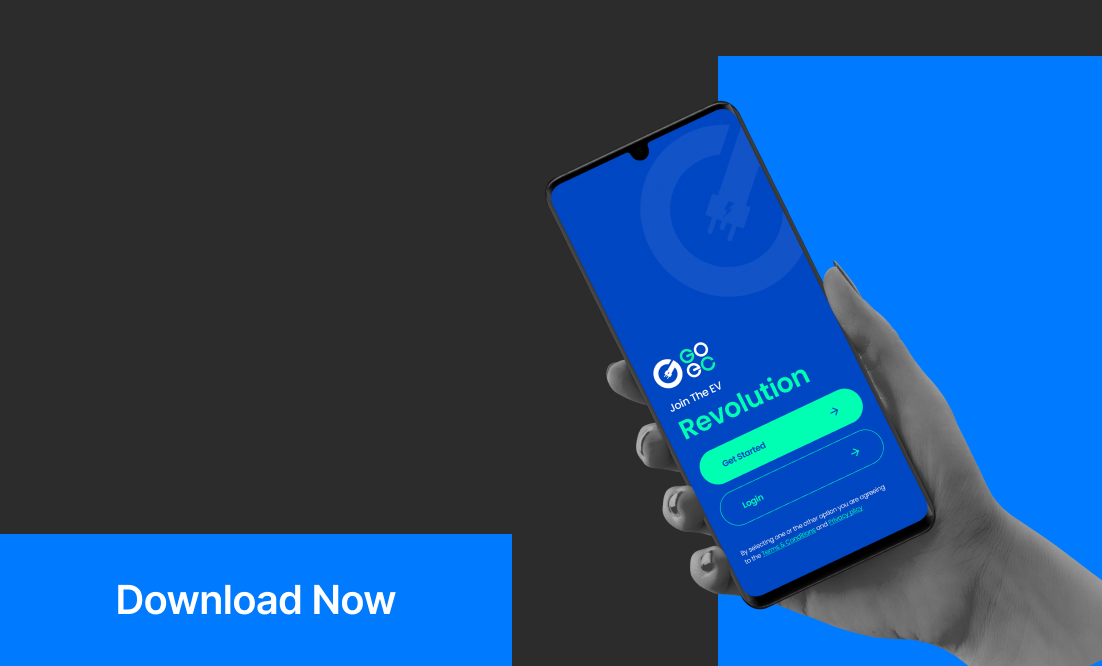 GO
EC
Join The EV
Revolution
Get Started
Login
By selecting one or the other option you are agreeing
to the Terms & Conditions and Privacy plicy
Download Now